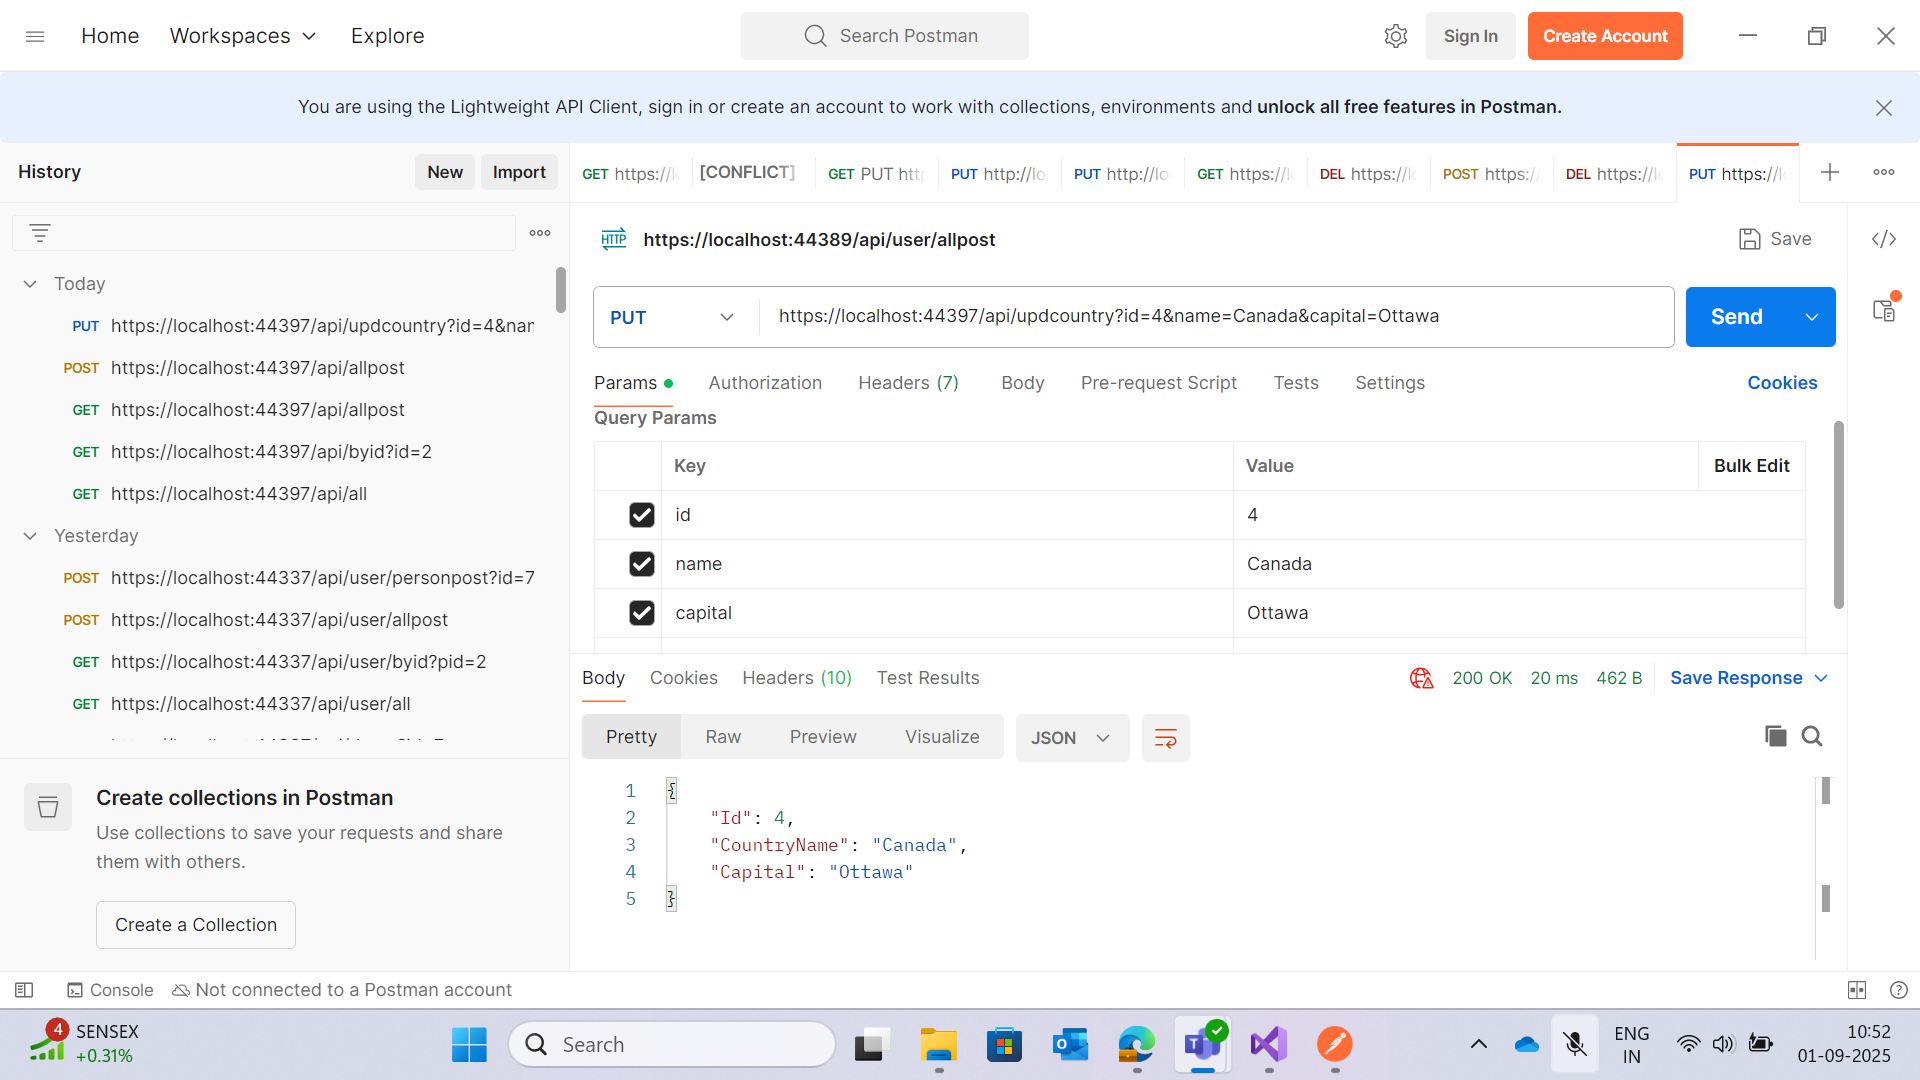 Home
Workspaces
Explore
Search Postman
Sign In
Create Account
You are using the Lightweight API Client, sign in or create an account to work with collections, environments and unlock all free features in Postman.
History
New
Import
GET https://l
[CONFLICT]
GET PUT htt
PUT http://lo
PUT http://lo
GET https://l
DEL https://l
POST https:/
DEL https://l
PUT https://l
https://localhost:44389/api/user/allpost
Save
Today
PUT https://localhost:44397/api/updcountry?id=4&nan
POST https://localhost:44397/api/allpost
GET https://localhost:44397/api/allpost
GET https://localhost:44397/api/byid?id=2
GET https://localhost:44397/api/all
Yesterday
POST https://localhost:44337/api/user/personpost?id=7
POST https://localhost:44337/api/user/allpost
GET https://localhost:44337/api/user/byid?pid=2
GET https://localhost:44337/api/user/all
Create collections in Postman
Use collections to save your requests and share
them with others.
Create a Collection
HTTP
PUT
https://localhost:44397/api/updcountry?id=4&name=Canada&capital=Ottawa
Send
Params
Authorization
Headers (7)
Body
Pre-request Script
Tests
Settings
Cookies
Query Params
Key
Value
Bulk Edit
id
4
name
Canada
capital
Ottawa
Body
Cookies
Headers (10)
Test Results
200 OK
20 ms
462 B
Save Response
Pretty
Raw
Preview
Visualize
JSON
1 {
2 "Id": 4,
3 "CountryName": "Canada",
4 "Capital": "Ottawa"
5 }
Console
Not connected to a Postman account
4
SENSEX
+0.31%
Search
ENG
IN
10:52
01-09-2025